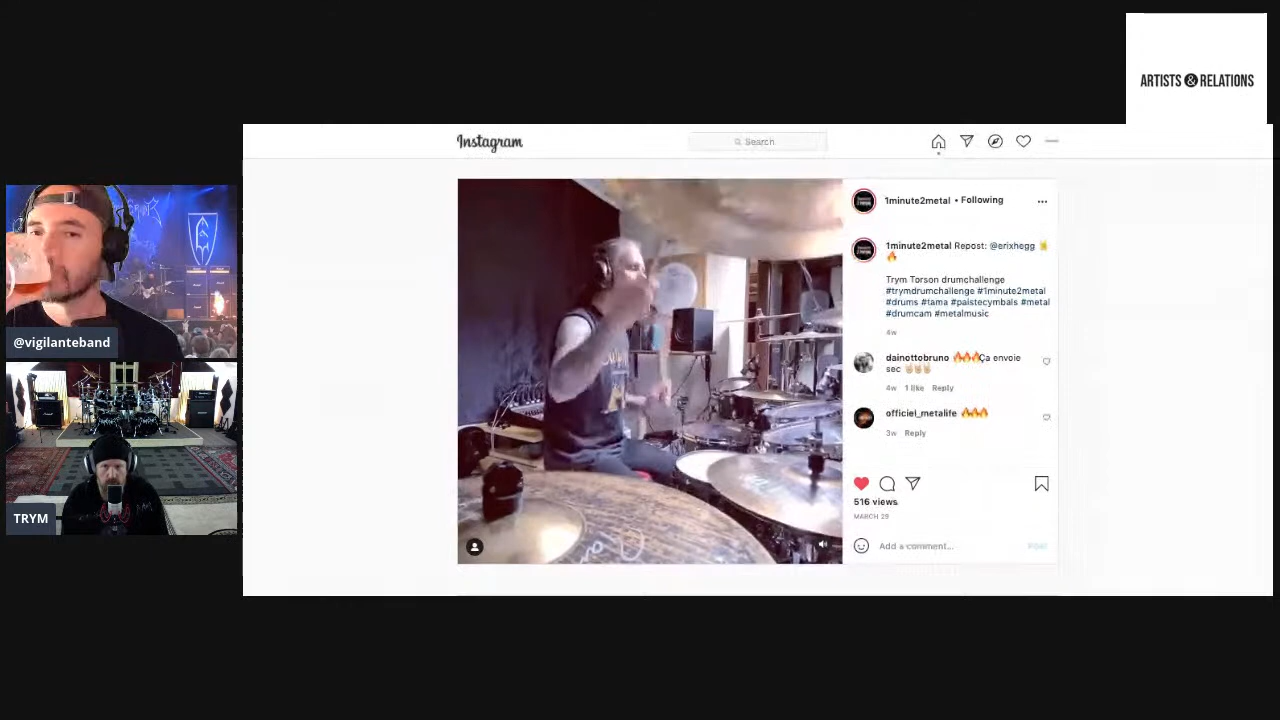 ARTISTS & RELATIONS
Instagram
Search
1minute2metal • Following
1minute2metal Repost: @erixhegg 🤘
🔥
Trym Torson drumchallenge
#trymdrumchallenge #1minute2metal
#drums #tama #paistecymbals #metal
#drumcam #metalmusic
4w
dainottobruno 🔥🔥🔥Ça envoie
sec 🤘🏼🤘🏼🤘🏼
4w 1 like Reply
officiel_metalife 🔥🔥🔥
3w Reply
516 views
MARCH 29
Add a comment...
Post
@vigilanteband
TRYM